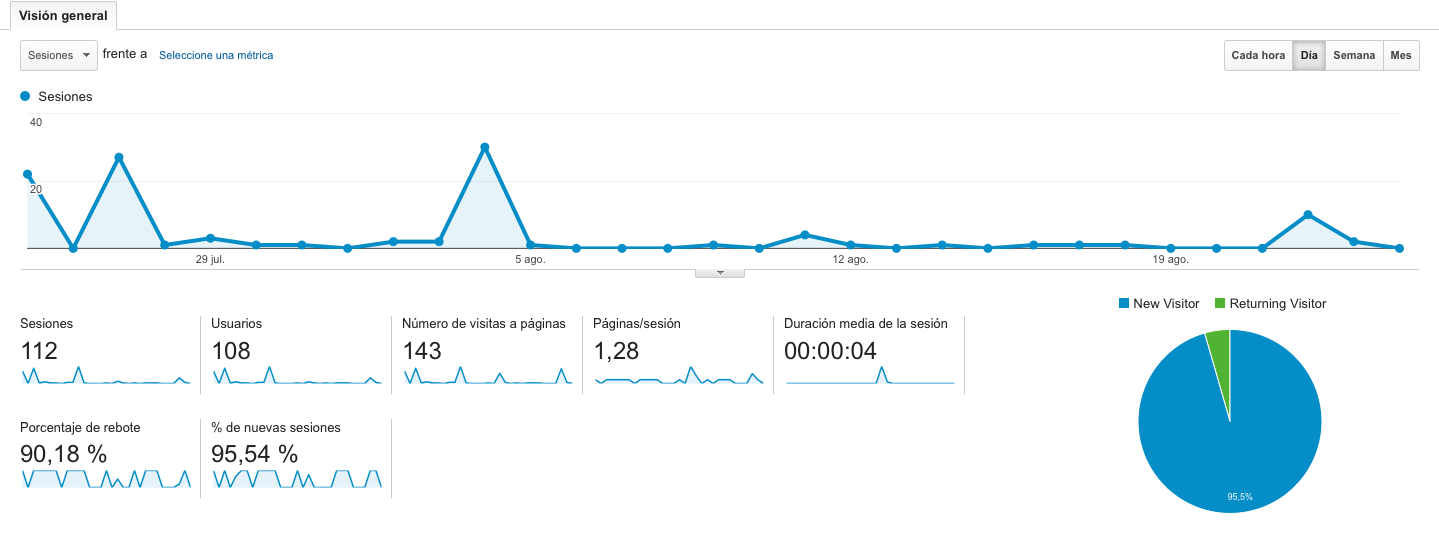 Visión general
Sesiones frente a Seleccione una métrica Cada hora Día Semana Mes
Sesiones
40
20
29 jul. 5 ago. 12 ago. 19 ago.
New Visitor Returning Visitor
Sesiones Usuarios Número de visitas a páginas Páginas/sesión Duración media de la sesión
112 108 143 1,28 00:00:04
Porcentaje de rebote % de nuevas sesiones
90,18 % 95,54 %
95,5%